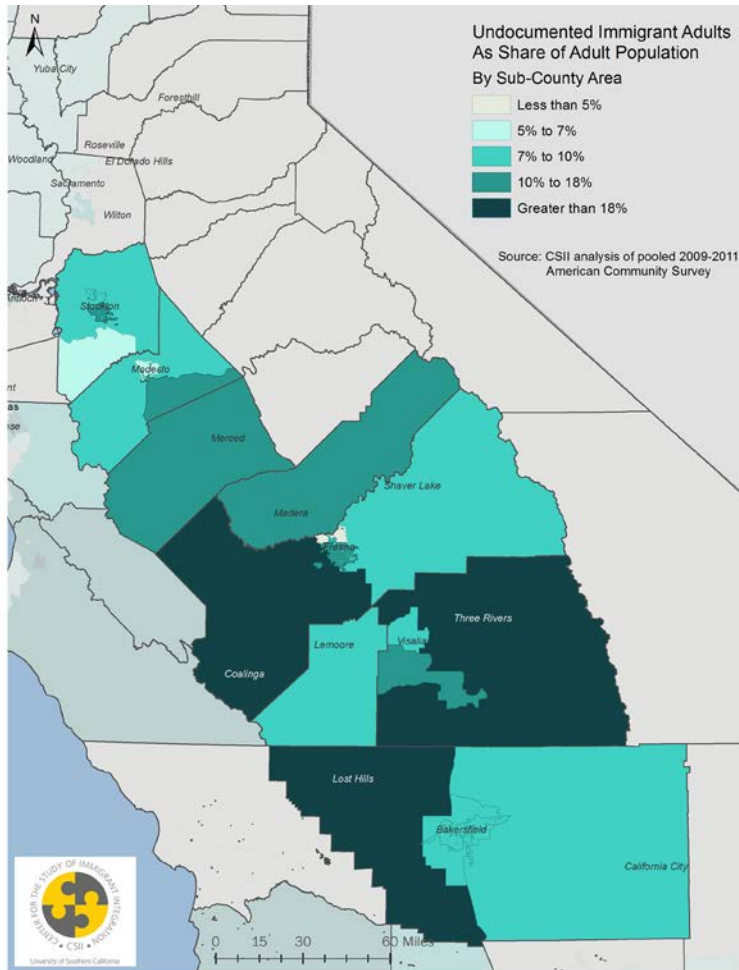 N
Yuba City
Foresthill
Roseville
Woodland
El Dorado Hills
Sacramento
Wilton
Antioch
Stockton
Modesto
nt
as
ose
Merced
Madera
Shaver Lake
Fresno
Three Rivers
Lemoore
Visalia
Coalinga
Lost Hills
Bakersfield
California City
Undocumented Immigrant Adults
As Share of Adult Population
By Sub-County Area
Less than 5%
5% to 7%
7% to 10%
10% to 18%
Greater than 18%
Source: CSII analysis of pooled 2009-2011
American Community Survey
CENTER FOR THE STUDY OF IMMIGRANT INTEGRATION
· CSII ·
University of Southern California
0 15 30 60 Miles